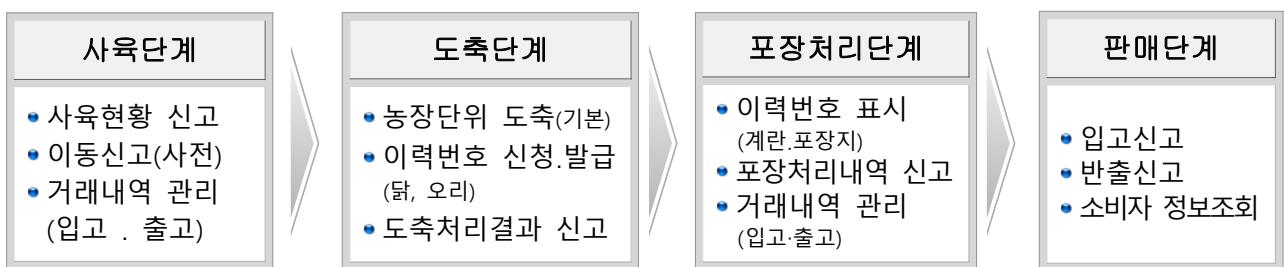 사육단계
• 사육현황 신고
• 이동신고(사전)
• 거래내역 관리
(입고 . 출고)
도축단계
• 농장단위 도축(기본)
• 이력번호 신청.발급
(닭, 오리)
• 도축처리결과 신고
포장처리단계
• 이력번호 표시
(계란.포장지)
• 포장처리내역 신고
• 거래내역 관리
(입고·출고)
판매단계
• 입고신고
• 반출신고
• 소비자 정보조회